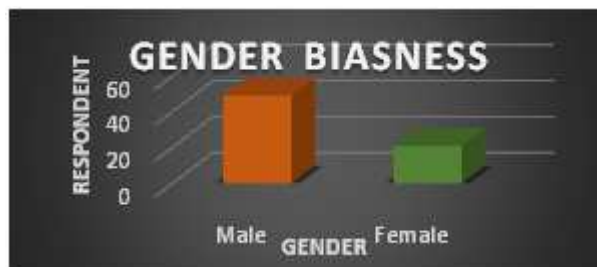 GENDER BIASNESS
RESPONDENT
60
40
20
0
Male Female
GENDER